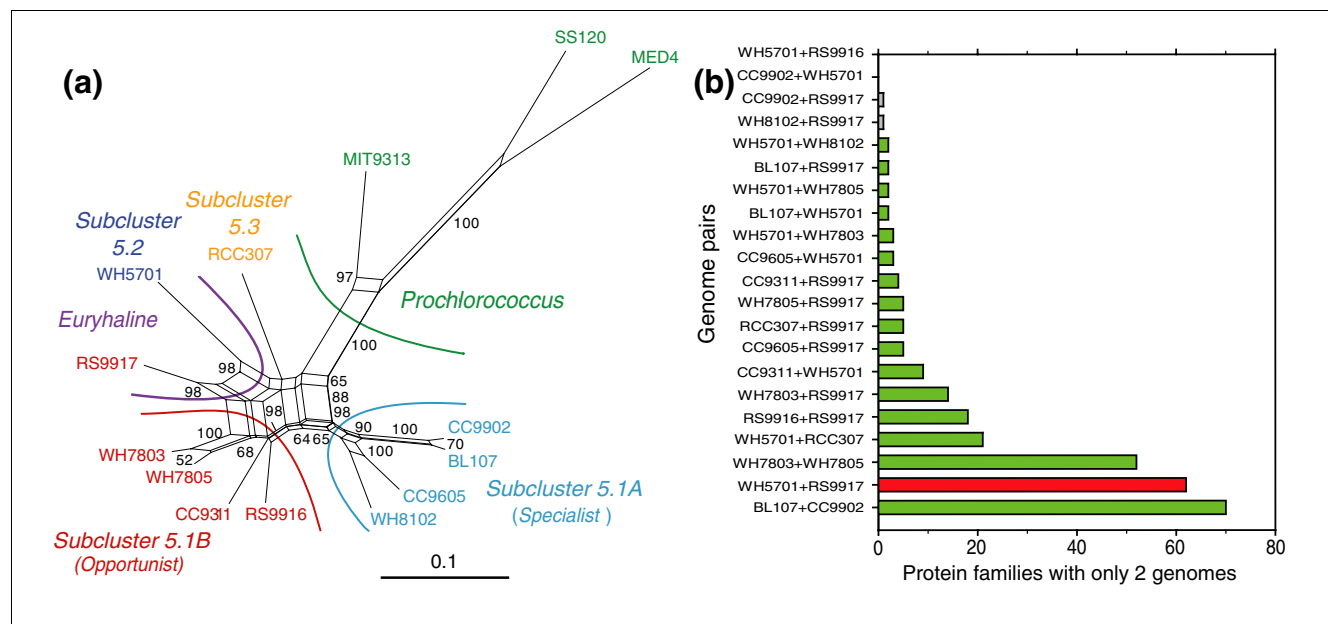 (a)
SS120
MED4
MIT9313
Subcluster
5.3
RCC307
Subcluster
5.2
WH5701
100
97
Prochlorococcus
Euryhaline
100
RS9917
98
98
65
88
98
98
90
100
CC9902
70
BL107
100
68
64
65
100
WH7803
52
WH7805
CC9605
CC9311
RS9916
WH8102
Subcluster 5.1A
(Specialist )
Subcluster 5.1B
(Opportunist)
0.1
(b)
Genome pairs
WH5701+RS9916
CC9902+WH5701
CC9902+RS9917
WH8102+RS9917
WH5701+WH8102
BL107+RS9917
WH5701+WH7805
BL107+WH5701
WH5701+WH7803
CC9605+WH5701
CC9311+RS9917
WH7805+RS9917
RCC307+RS9917
CC9605+RS9917
CC9311+WH5701
WH7803+RS9917
RS9916+RS9917
WH5701+RCC307
WH7803+WH7805
WH5701+RS9917
BL107+CC9902
0 20 40 60 80
Protein families with only 2 genomes